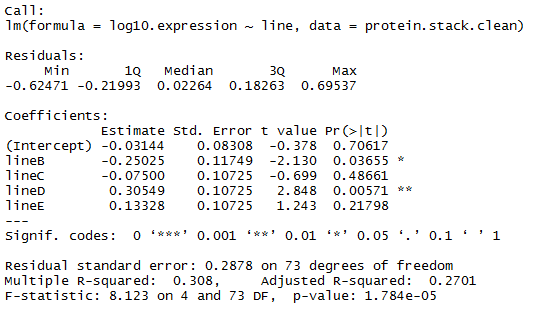 Call:
lm(formula = log10.expression ~ line, data = protein.stack.clean)
Residuals:
Min 1Q Median 3Q Max
-0.62471 -0.21993 0.02264 0.18263 0.69537
Coefficients:
Estimate Std. Error t value Pr(>|t|)
(Intercept) -0.03144 0.08308 -0.378 0.70617
lineB -0.25025 0.11749 -2.130 0.03655 *
lineC -0.07500 0.10725 -0.699 0.48661
lineD 0.30549 0.10725 2.848 0.00571 **
lineE 0.13328 0.10725 1.243 0.21798
---
Signif. codes: 0 ‘***’ 0.001 ‘**’ 0.01 ‘*’ 0.05 ‘.’ 0.1 ‘ ’ 1
Residual standard error: 0.2878 on 73 degrees of freedom
Multiple R-squared: 0.308, Adjusted R-squared: 0.2701
F-statistic: 8.123 on 4 and 73 DF, p-value: 1.784e-05